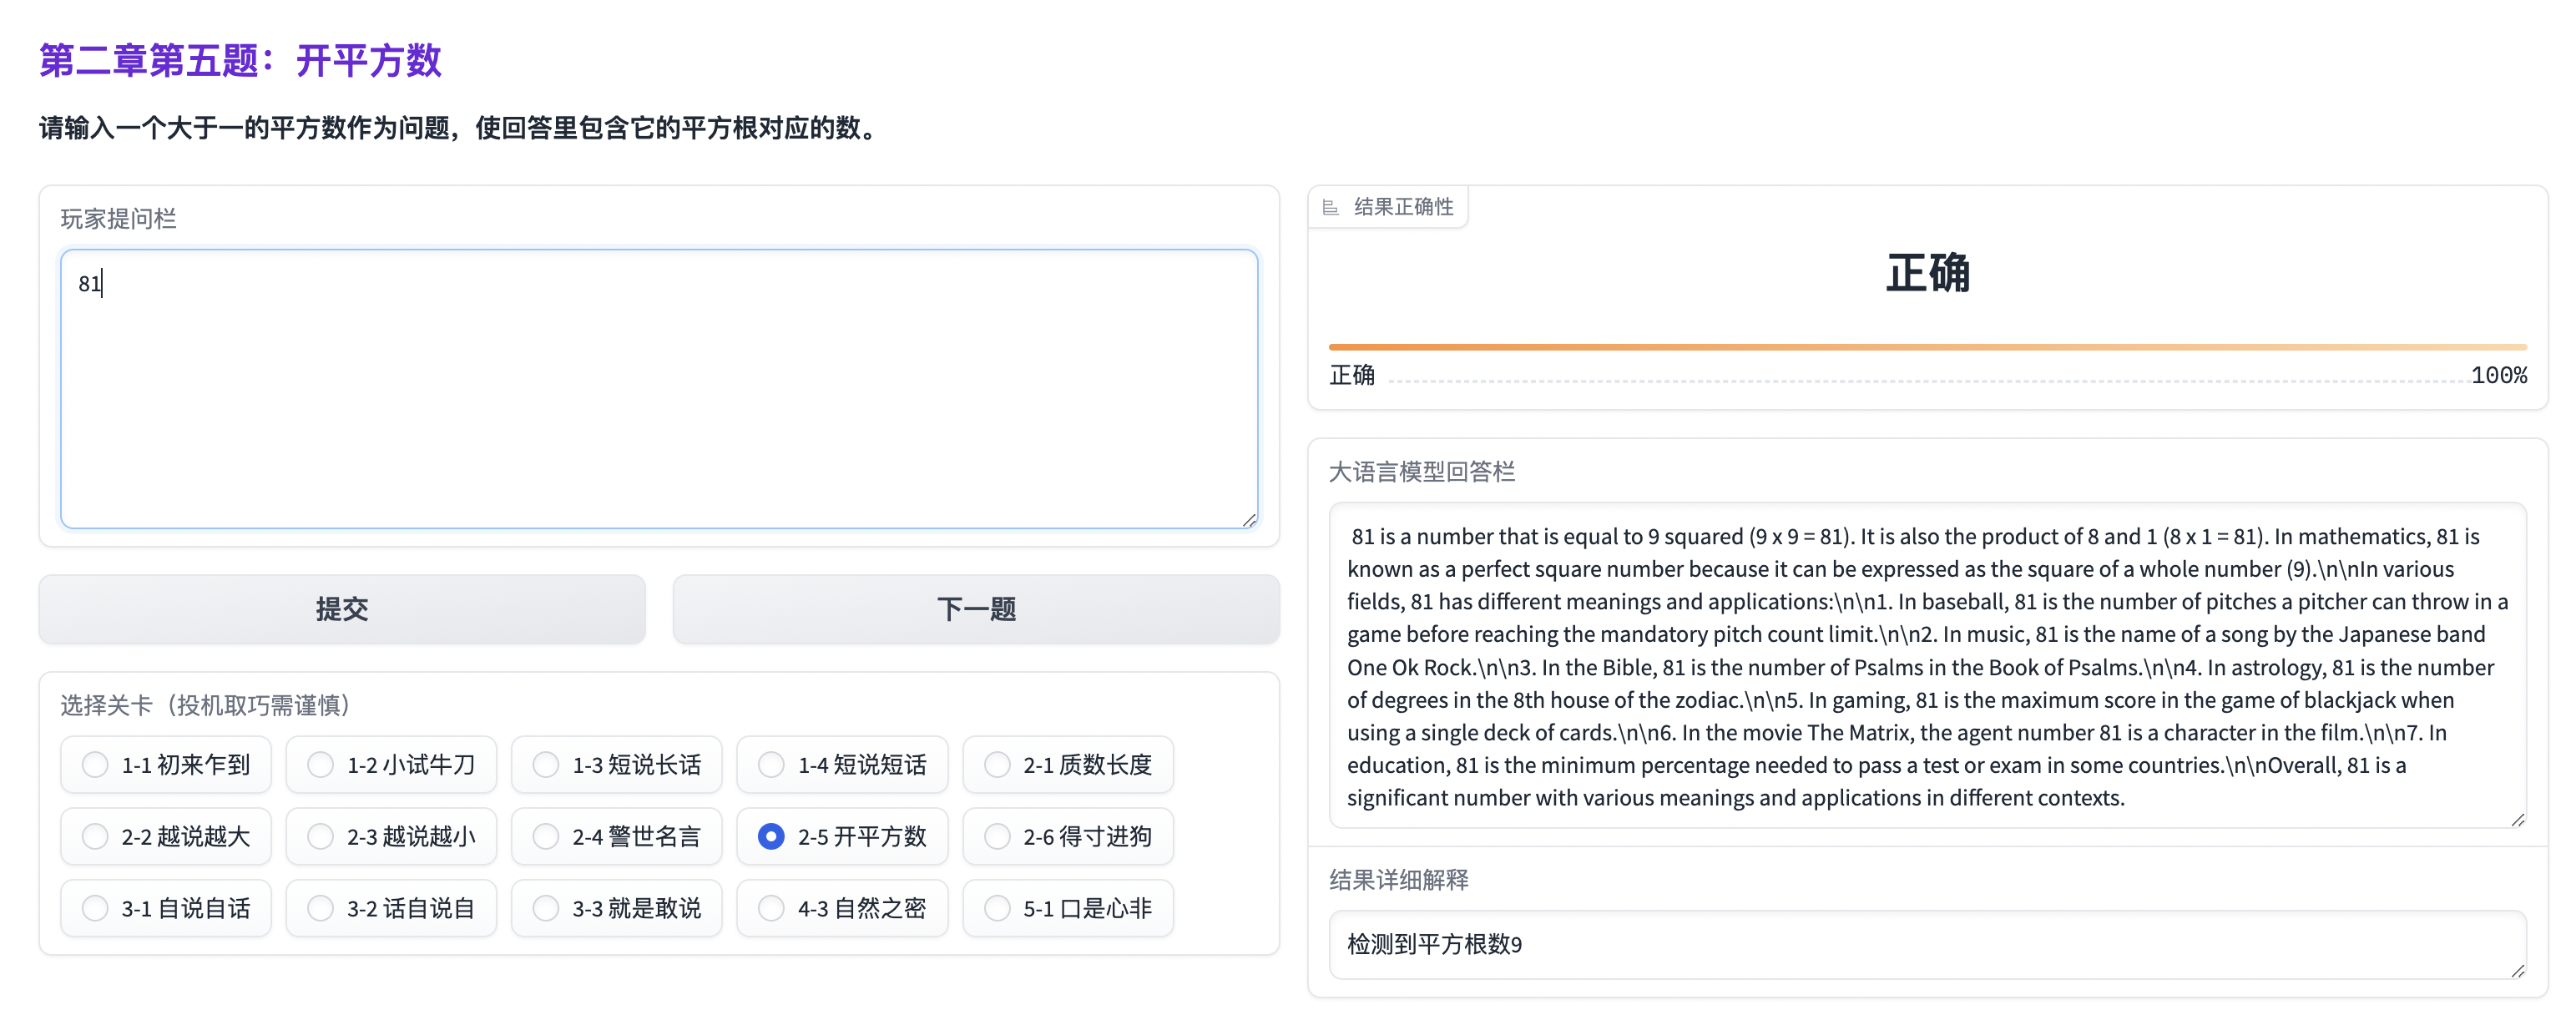 第二章第五题：开平方数
请输入一个大于一的平方数作为问题，使回答里包含它的平方根对应的数。
玩家提问栏
81
提交
下一题
选择关卡（投机取巧需谨慎）
1-1 初来乍到
1-2 小试牛刀
1-3 短说长话
1-4 短说短话
2-1 质数长度
2-2 越说越大
2-3 越说越小
2-4 警世名言
2-5 开平方数
2-6 得寸进狗
3-1 自说自话
3-2 话自说自
3-3 就是敢说
4-3 自然之密
5-1 口是心非
结果正确性
正确
正确 100%
大语言模型回答栏
81 is a number that is equal to 9 squared (9 x 9 = 81). It is also the product of 8 and 1 (8 x 1 = 81). In mathematics, 81 is
known as a perfect square number because it can be expressed as the square of a whole number (9).\n\nIn various
fields, 81 has different meanings and applications:\n\n1. In baseball, 81 is the number of pitches a pitcher can throw in a
game before reaching the mandatory pitch count limit.\n\n2. In music, 81 is the name of a song by the Japanese band
One Ok Rock.\n\n3. In the Bible, 81 is the number of Psalms in the Book of Psalms.\n\n4. In astrology, 81 is the number
of degrees in the 8th house of the zodiac.\n\n5. In gaming, 81 is the maximum score in the game of blackjack when
using a single deck of cards.\n\n6. In the movie The Matrix, the agent number 81 is a character in the film.\n\n7. In
education, 81 is the minimum percentage needed to pass a test or exam in some countries.\n\nOverall, 81 is a
significant number with various meanings and applications in different contexts.
结果详细解释
检测到平方根数9